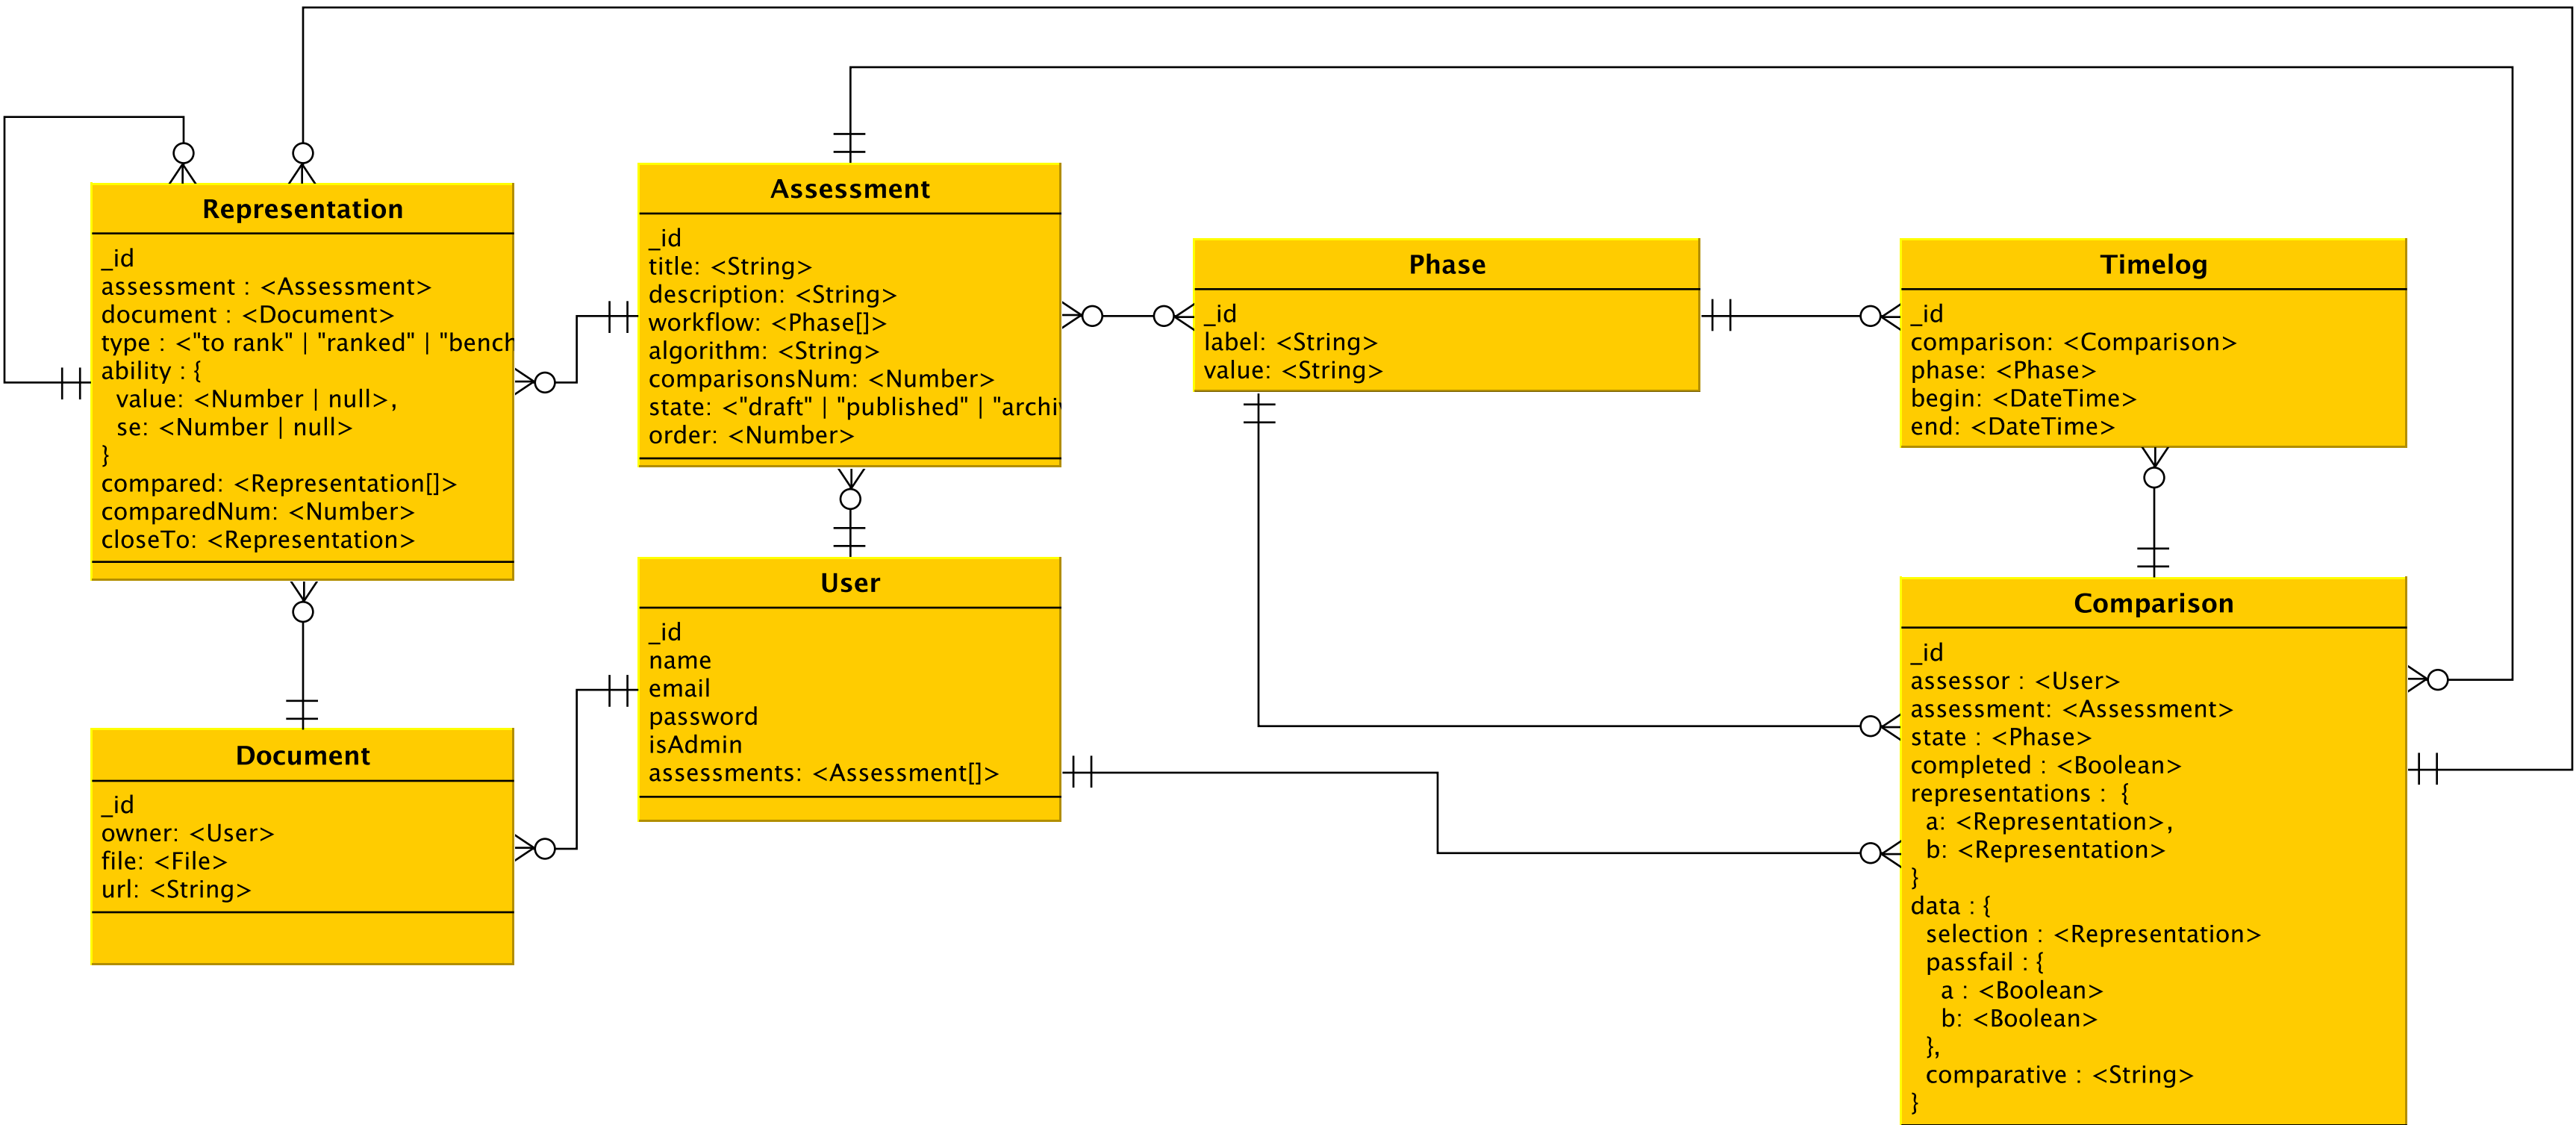 Representation
_id
assessment : <Assessment>
document : <Document>
type : <"to rank" | "ranked" | "bench
ability : {
value: <Number | null>,
se: <Number | null>
}
compared: <Representation[]>
comparedNum: <Number>
closeTo: <Representation>
Assessment
_id
title: <String>
description: <String>
workflow: <Phase[]>
algorithm: <String>
comparisonsNum: <Number>
state: <"draft" | "published" | "archi
order: <Number>
Phase
_id
label: <String>
value: <String>
Timelog
_id
comparison: <Comparison>
phase: <Phase>
begin: <DateTime>
end: <DateTime>
Document
_id
owner: <User>
file: <File>
url: <String>
User
_id
name
email
password
isAdmin
assessments: <Assessment[]>
Comparison
_id
assessor : <User>
assessment: <Assessment>
state : <Phase>
completed : <Boolean>
representations :  {
a: <Representation>,
b: <Representation>
}
data : {
selection : <Representation>
passfail : {
a : <Boolean>
b: <Boolean>
},
comparative : <String>
}